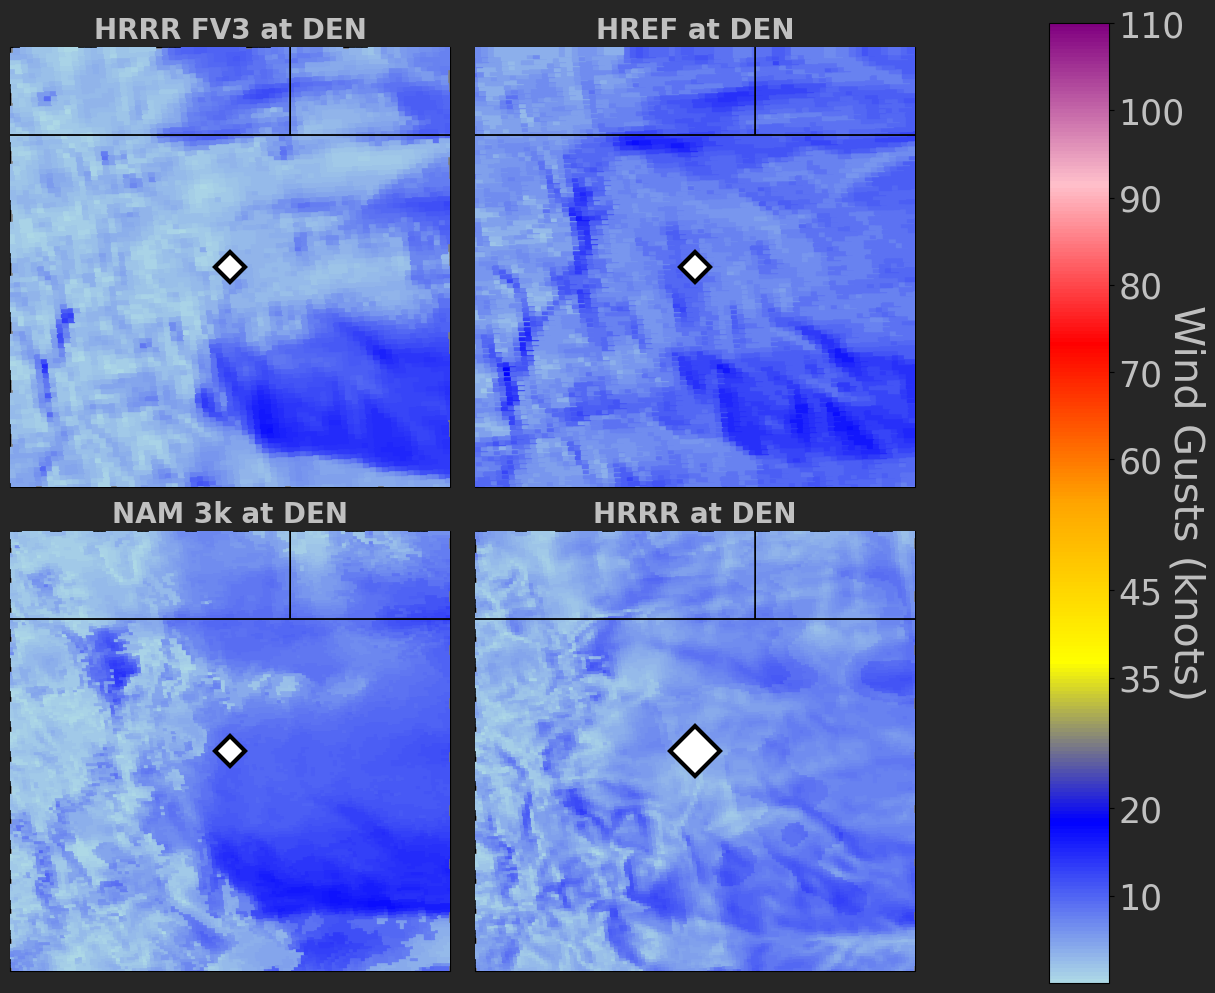 HRRR FV3 at DEN
HREF at DEN
NAM 3k at DEN
HRRR at DEN
110
100
90
80
70
60
45
35
20
10
Wind Gusts (knots)